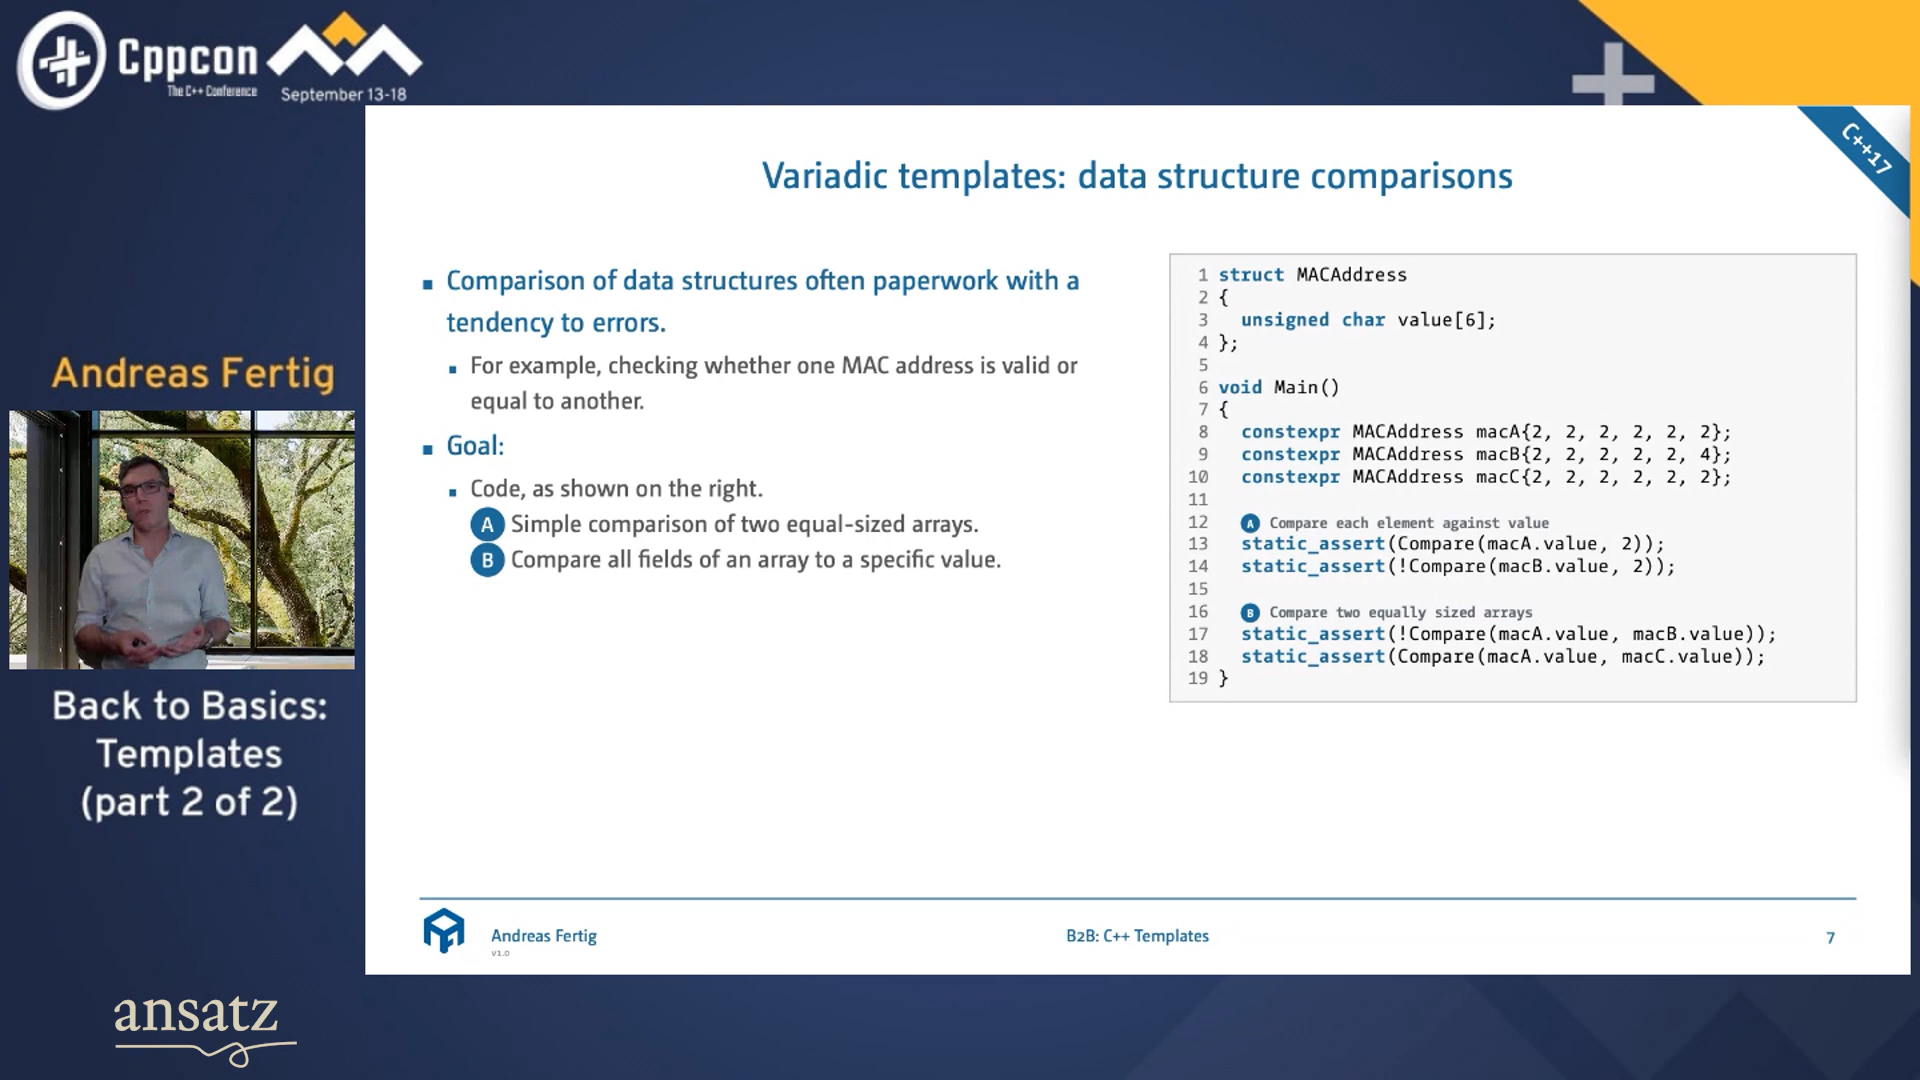 Cppcon
The C++ Conference
September 13-18
C++17
Variadic templates: data structure comparisons
▪ Comparison of data structures often paperwork with a
tendency to errors.
▪ For example, checking whether one MAC address is valid or
equal to another.
▪ Goal:
▪ Code, as shown on the right.
A Simple comparison of two equal-sized arrays.
B Compare all fields of an array to a specific value.
1 struct MACAddress
2 {
3   unsigned char value[6];
4 };
5
6 void Main()
7 {
8   constexpr MACAddress macA{2, 2, 2, 2, 2, 2};
9   constexpr MACAddress macB{2, 2, 2, 2, 2, 4};
10   constexpr MACAddress macC{2, 2, 2, 2, 2, 2};
11
12   A Compare each element against value
13   static_assert(Compare(macA.value, 2));
14   static_assert(!Compare(macB.value, 2));
15
16   B Compare two equally sized arrays
17   static_assert(!Compare(macA.value, macB.value));
18   static_assert(Compare(macA.value, macC.value));
19 }
Andreas Fertig
Back to Basics:
Templates
(part 2 of 2)
Andreas Fertig
v1.0
B2B: C++ Templates
7
ansatz